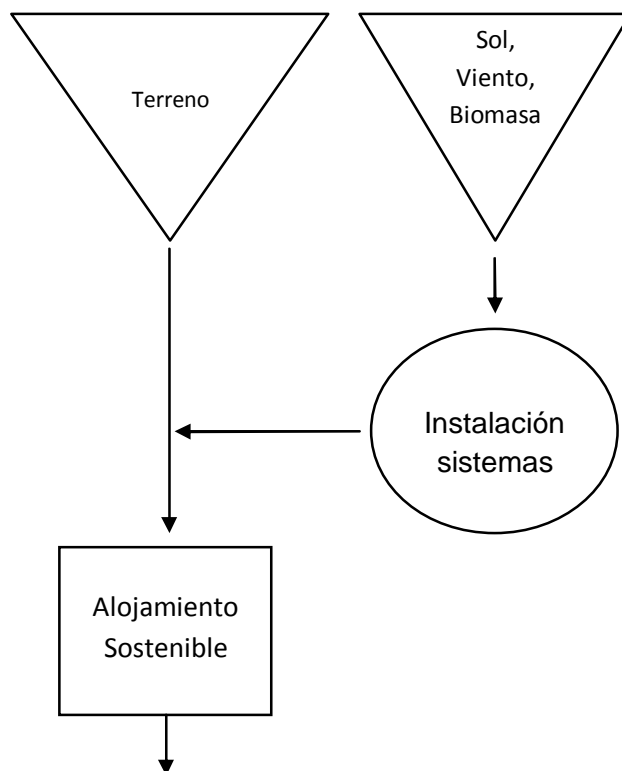 Terreno
Sol,
Viento,
Biomasa
Instalación
sistemas
Alojamiento
Sostenible